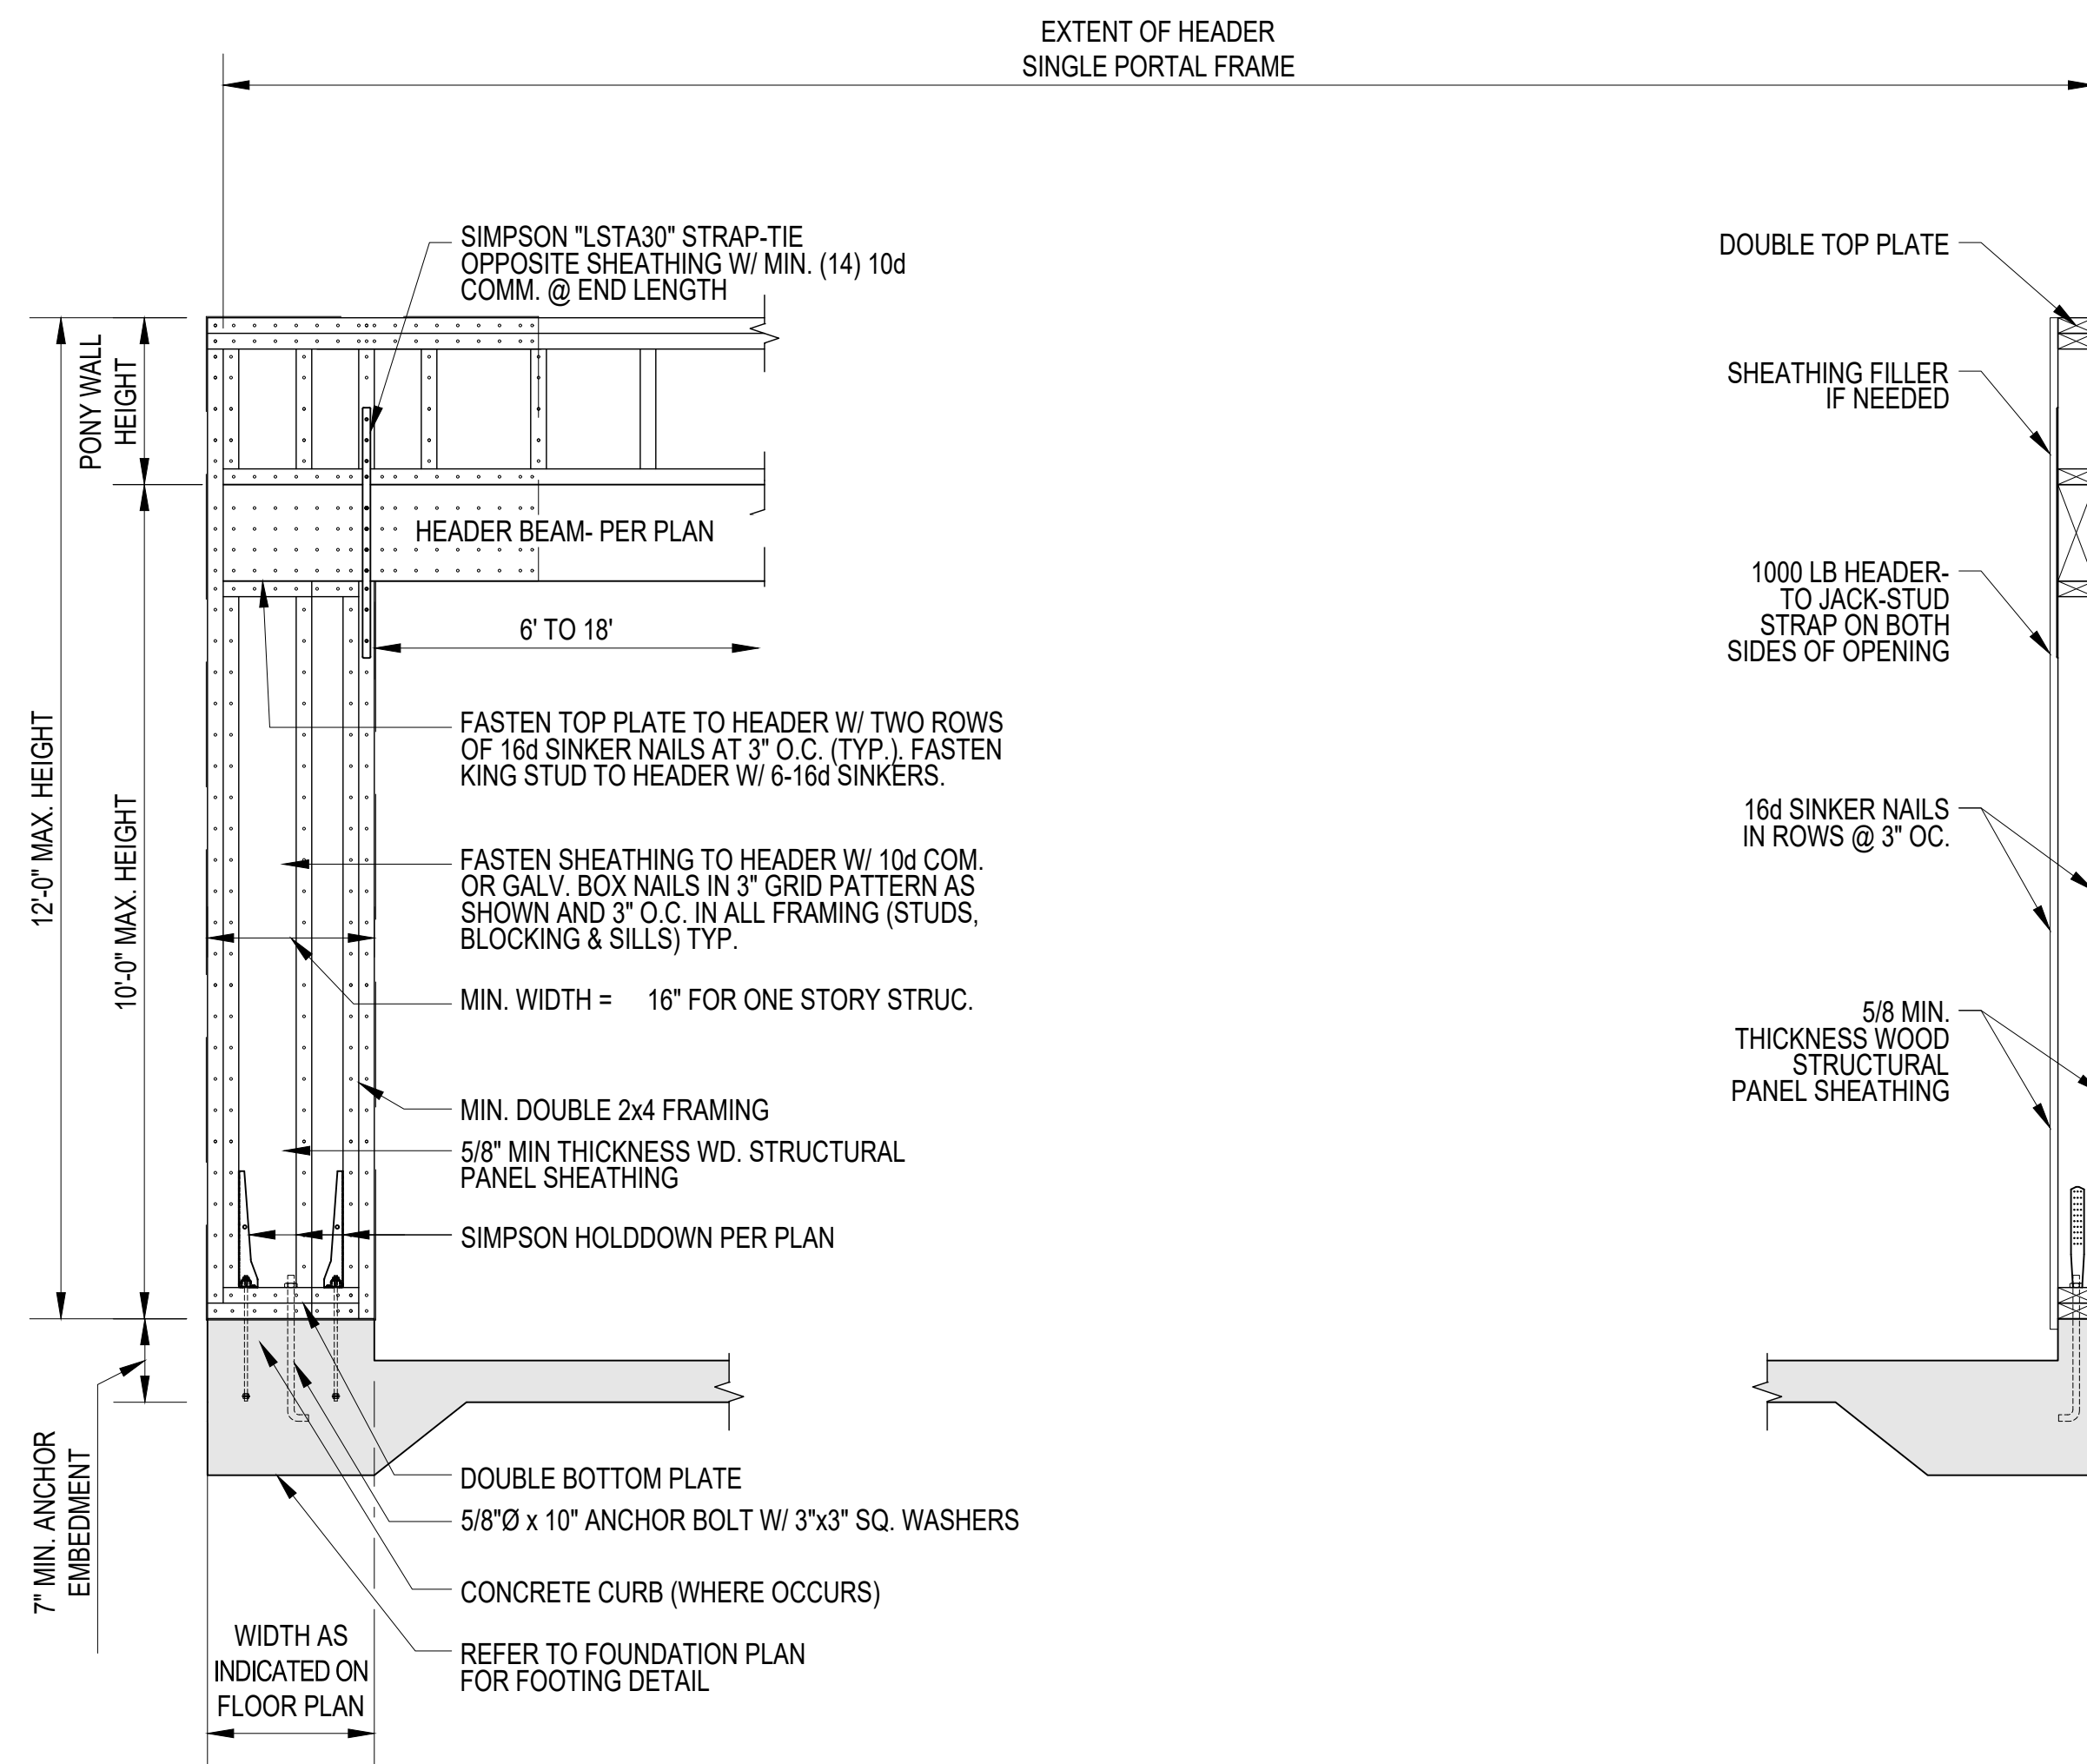 EXTENT OF HEADER
SINGLE PORTAL FRAME
SIMPSON "LSTA30" STRAP-TIE
OPPOSITE SHEATHING W/ MIN. (14) 10d
COMM. @ END LENGTH
PONY WALL
HEIGHT
HEADER BEAM- PER PLAN
6' TO 18'
12'-0" MAX. HEIGHT
10'-0" MAX. HEIGHT
FASTEN TOP PLATE TO HEADER W/ TWO ROWS
OF 16d SINKER NAILS AT 3" O.C. (TYP.). FASTEN
KING STUD TO HEADER W/ 6-16d SINKERS.
FASTEN SHEATHING TO HEADER W/ 10d COM.
OR GALV. BOX NAILS IN 3" GRID PATTERN AS
SHOWN AND 3" O.C. IN ALL FRAMING (STUDS,
BLOCKING & SILLS) TYP.
MIN. WIDTH = 16" FOR ONE STORY STRUC.
MIN. DOUBLE 2x4 FRAMING
5/8" MIN THICKNESS WD. STRUCTURAL
PANEL SHEATHING
SIMPSON HOLDDOWN PER PLAN
7" MIN. ANCHOR
EMBEDMENT
DOUBLE BOTTOM PLATE
5/8"Ø x 10" ANCHOR BOLT W/ 3"x3" SQ. WASHERS
CONCRETE CURB (WHERE OCCURS)
REFER TO FOUNDATION PLAN
FOR FOOTING DETAIL
WIDTH AS
INDICATED ON
FLOOR PLAN
DOUBLE TOP PLATE
SHEATHING FILLER
IF NEEDED
1000 LB HEADER-
TO JACK-STUD
STRAP ON BOTH
SIDES OF OPENING
16d SINKER NAILS
IN ROWS @ 3" OC.
5/8 MIN.
THICKNESS WOOD
STRUCTURAL
PANEL SHEATHING